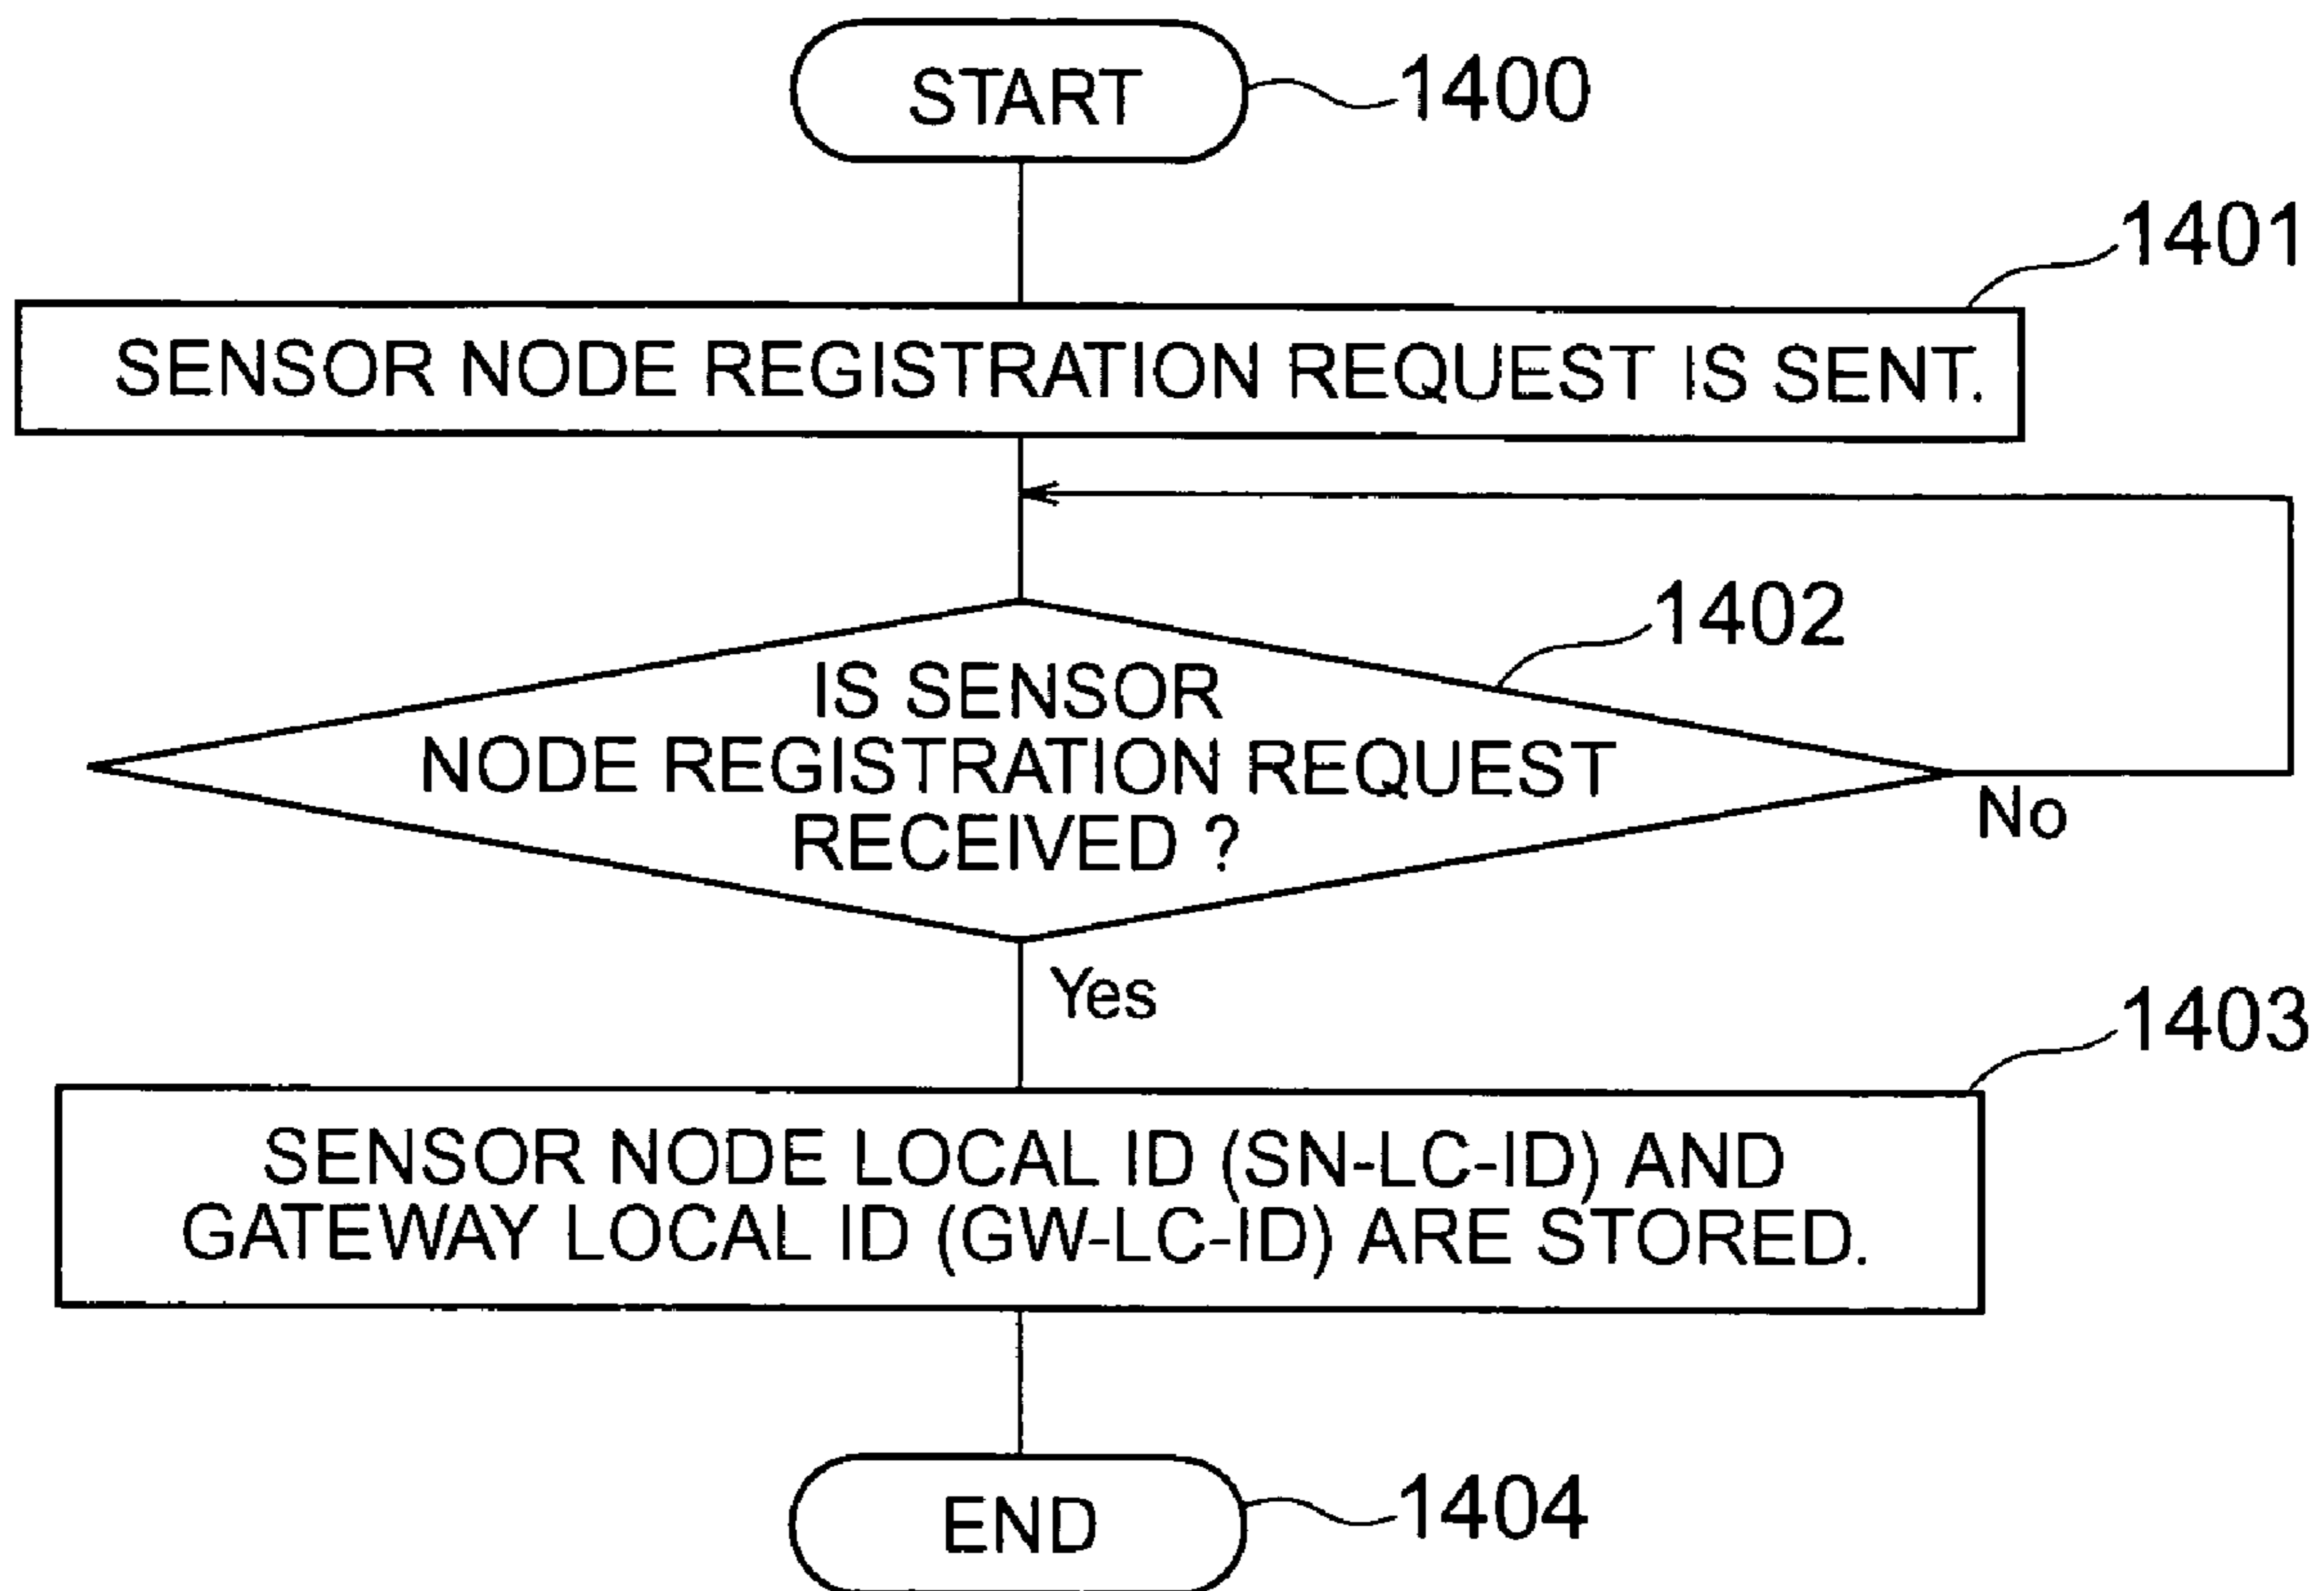 START
1400
1401
SENSOR NODE REGISTRATION REQUEST IS SENT.
1402
IS SENSOR
NODE REGISTRATION REQUEST
RECEIVED ?
No
Yes
1403
SENSOR NODE LOCAL ID (SN-LC-ID) AND
GATEWAY LOCAL ID (GW-LC-ID) ARE STORED.
END
1404